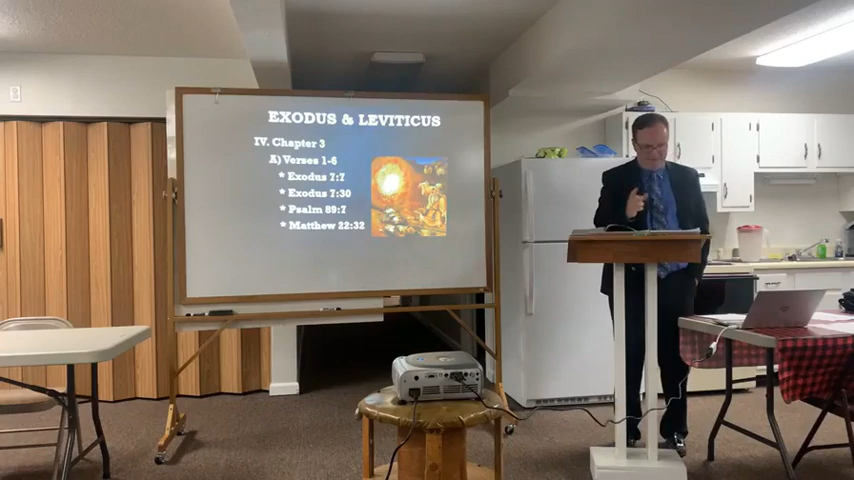 EXODUS & LEVITICUS
IV. Chapter 3
A) Verses 1-6
* Exodus 7:7
* Exodus 7:30
* Psalm 89:7
* Matthew 22:32